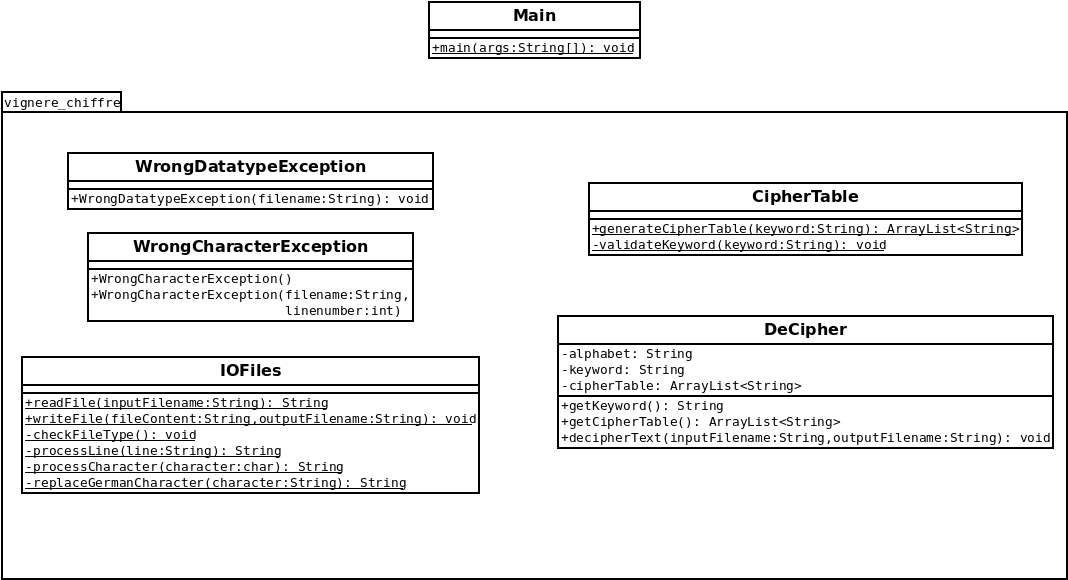 Main
+main(args:String[]): void
vignere_chiffre
WrongDatatypeException
+WrongDatatypeException(filename:String): void
WrongCharacterException
+WrongCharacterException()
+WrongCharacterException(filename:String,
linenumber:int)
IOFiles
+readFile(inputFilename:String): String
+writeFile(fileContent:String,outputFilename:String): void
-checkFileType(): void
-processLine(line:String): String
-processCharacter(character:char): String
-replaceGermanCharacter(character:String): String
CipherTable
+generateCipherTable(keyword:String): ArrayList<String>
-validateKeyword(keyword:String): void
DeCipher
-alphabet: String
-keyword: String
-cipherTable: ArrayList<String>
+getKeyword(): String
+getCipherTable(): ArrayList<String>
+decipherText(inputFilename:String,outputFilename:String): void